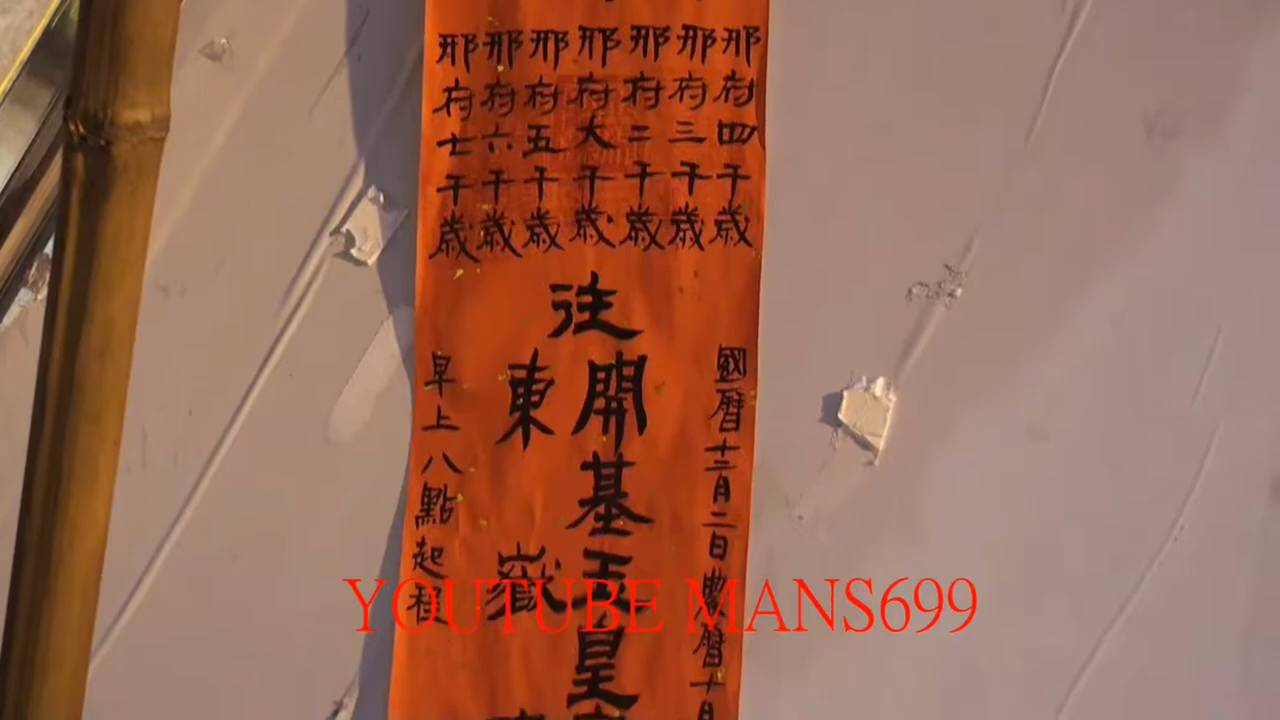 邢府四千歲
邢府三千歲
邢府二千歲
邢府大千歲
邢府五千歲
邢府六千歲
邢府七千歲
往
國曆十二月二日農曆十月
開基玉皇
東嶽
早上八點起程
YOUTUBE MANS699